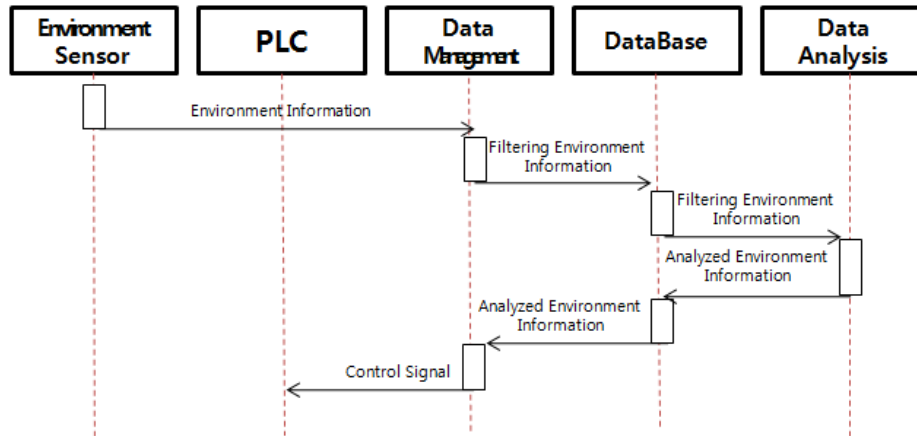 Environment
Sensor
PLC
Data
Management
DataBase
Data
Analysis
Environment Information
Filtering Environment
Information
Filtering Environment
Information
Analyzed Environment
Information
Analyzed Environment
Information
Control Signal